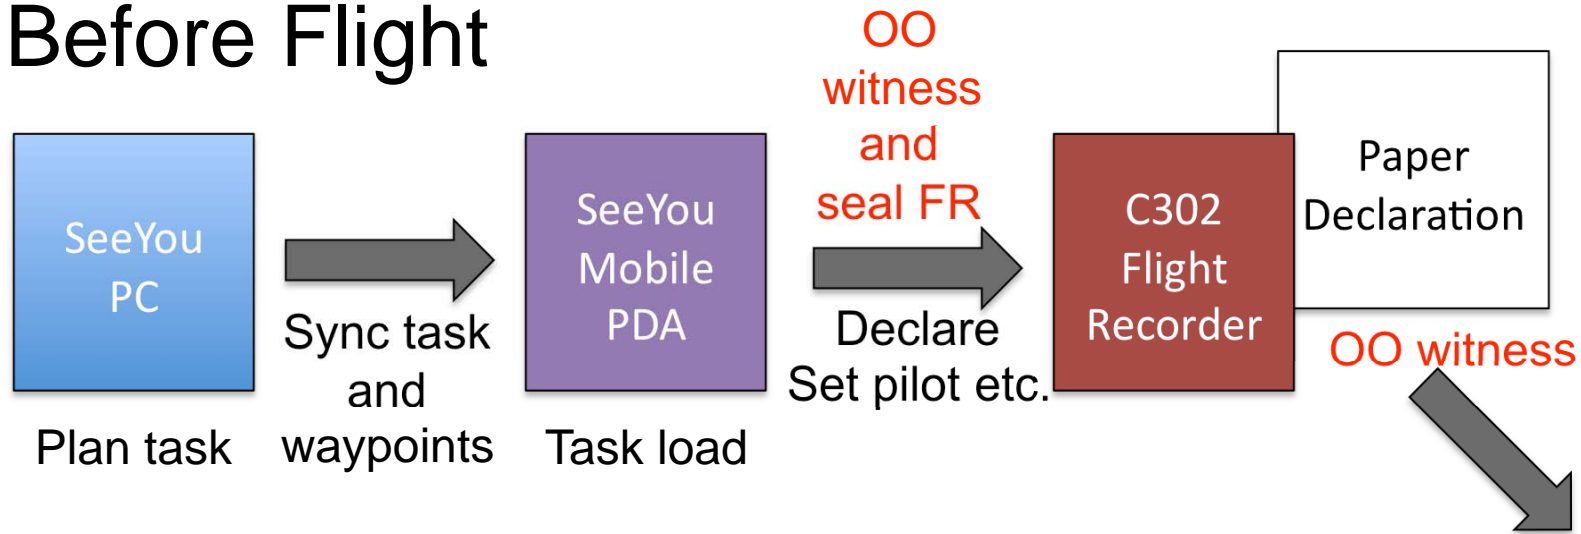 Before Flight
SeeYou
PC
Plan task
Sync task
and
waypoints
SeeYou
Mobile
PDA
Task load
OO
witness
and
seal FR
Declare
Set pilot etc.
C302
Flight
Recorder
Paper
Declaration
OO witness